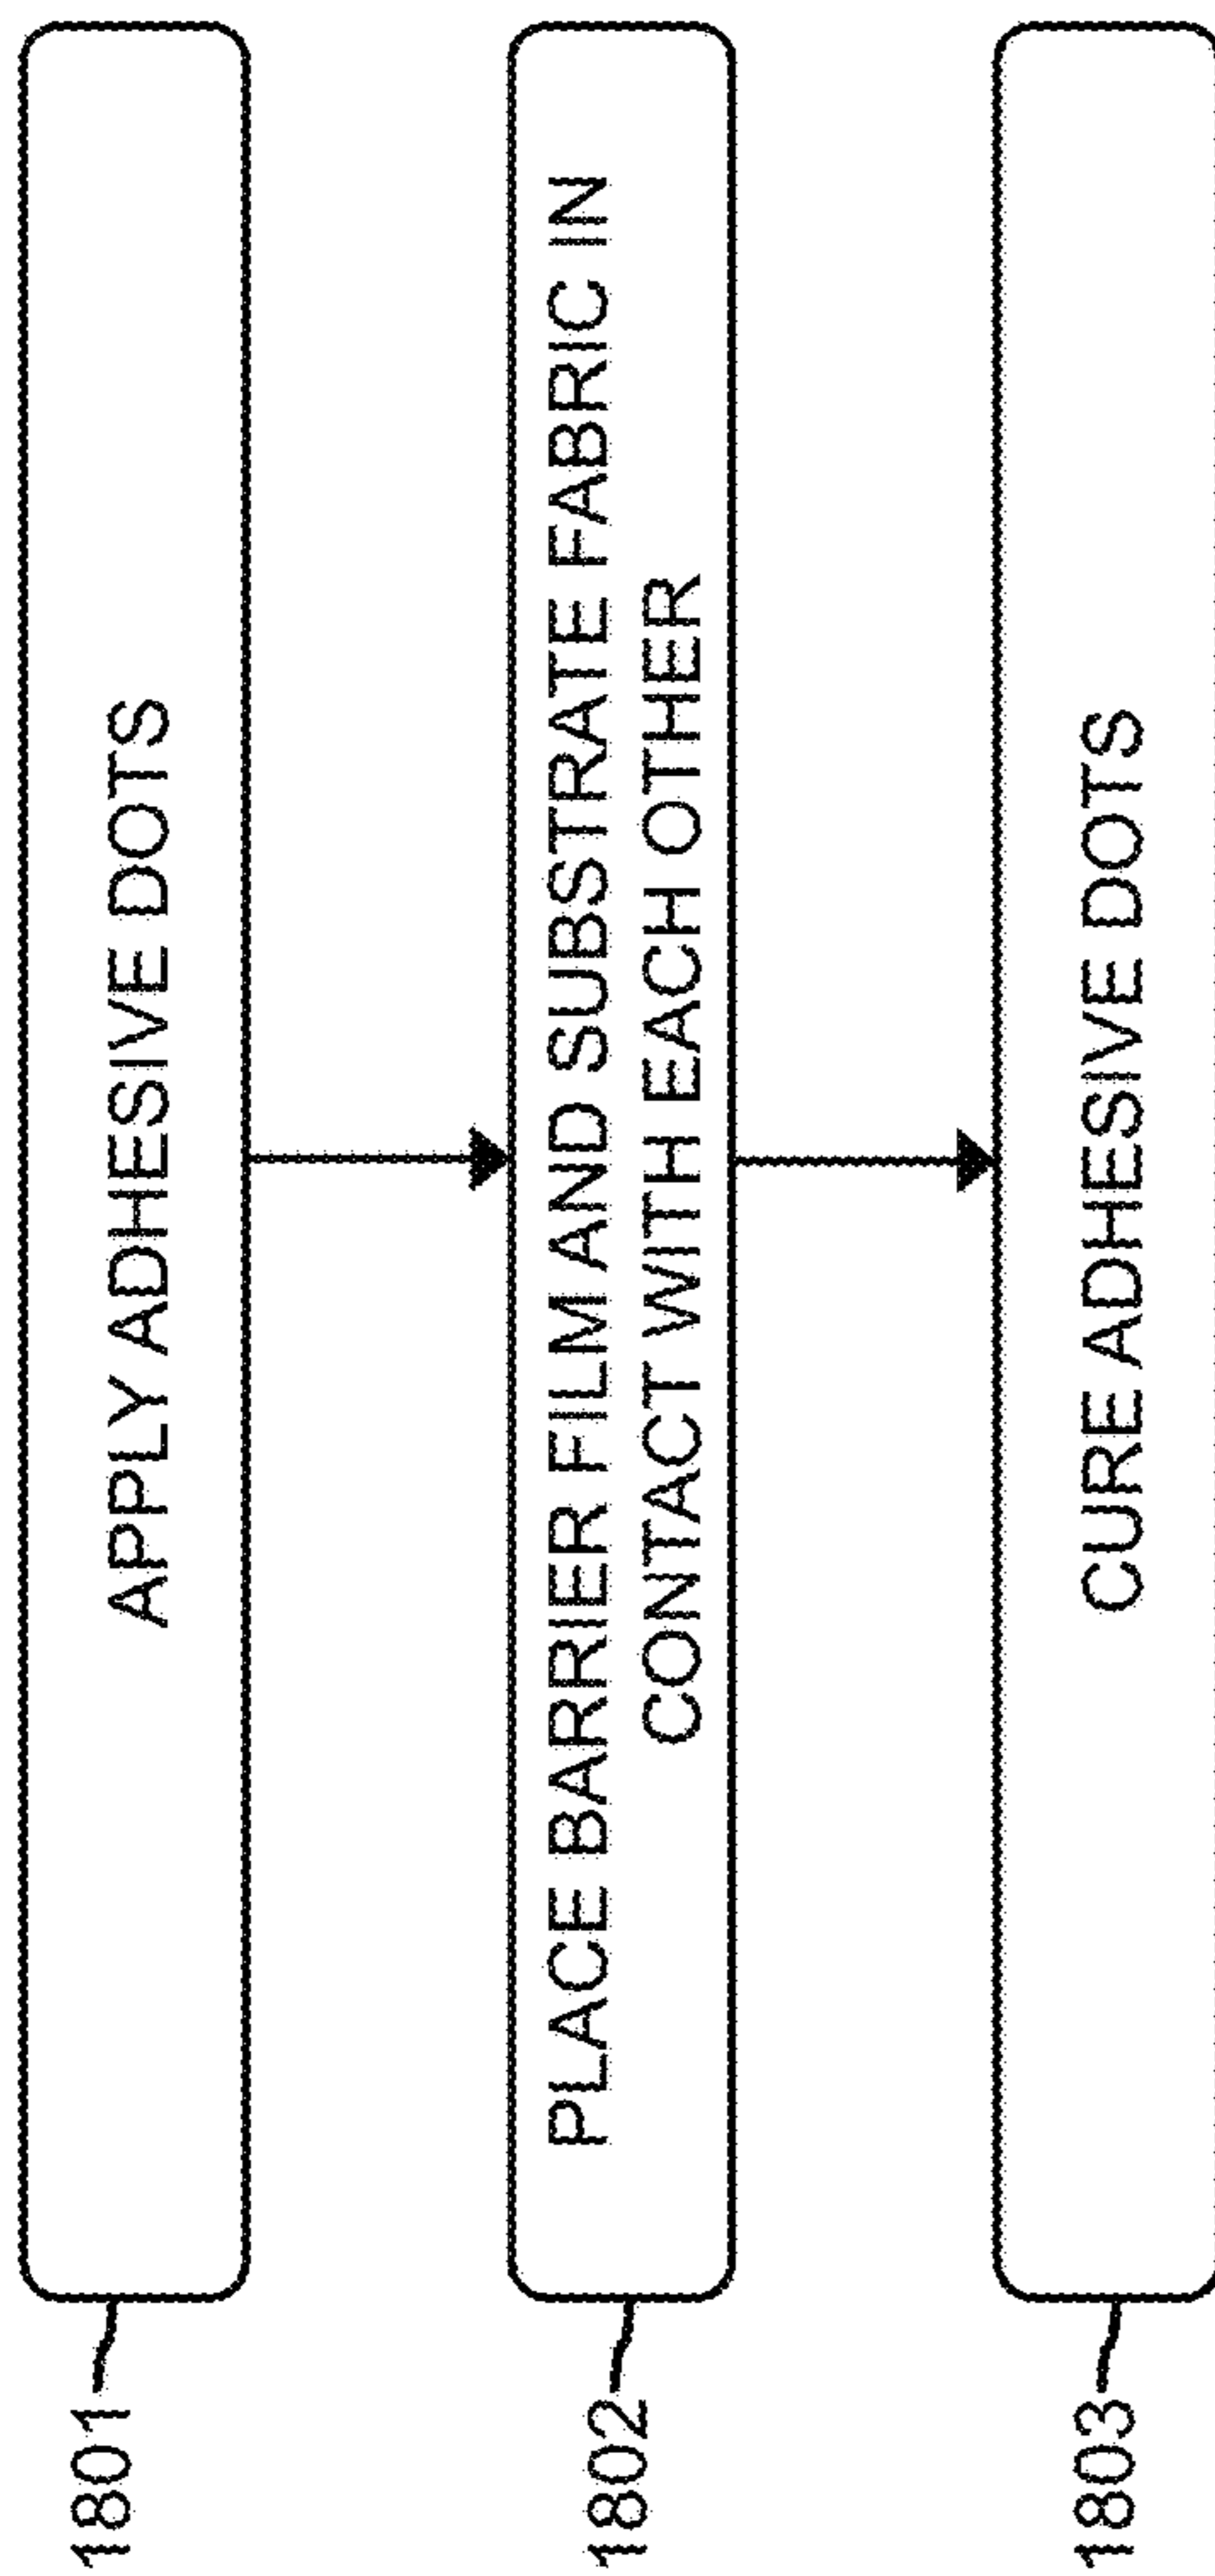 1801
APPLY ADHESIVE DOTS
1802
PLACE BARRIER FILM AND SUBSTRATE FABRIC IN
CONTACT WITH EACH OTHER
1803
CURE ADHESIVE DOTS